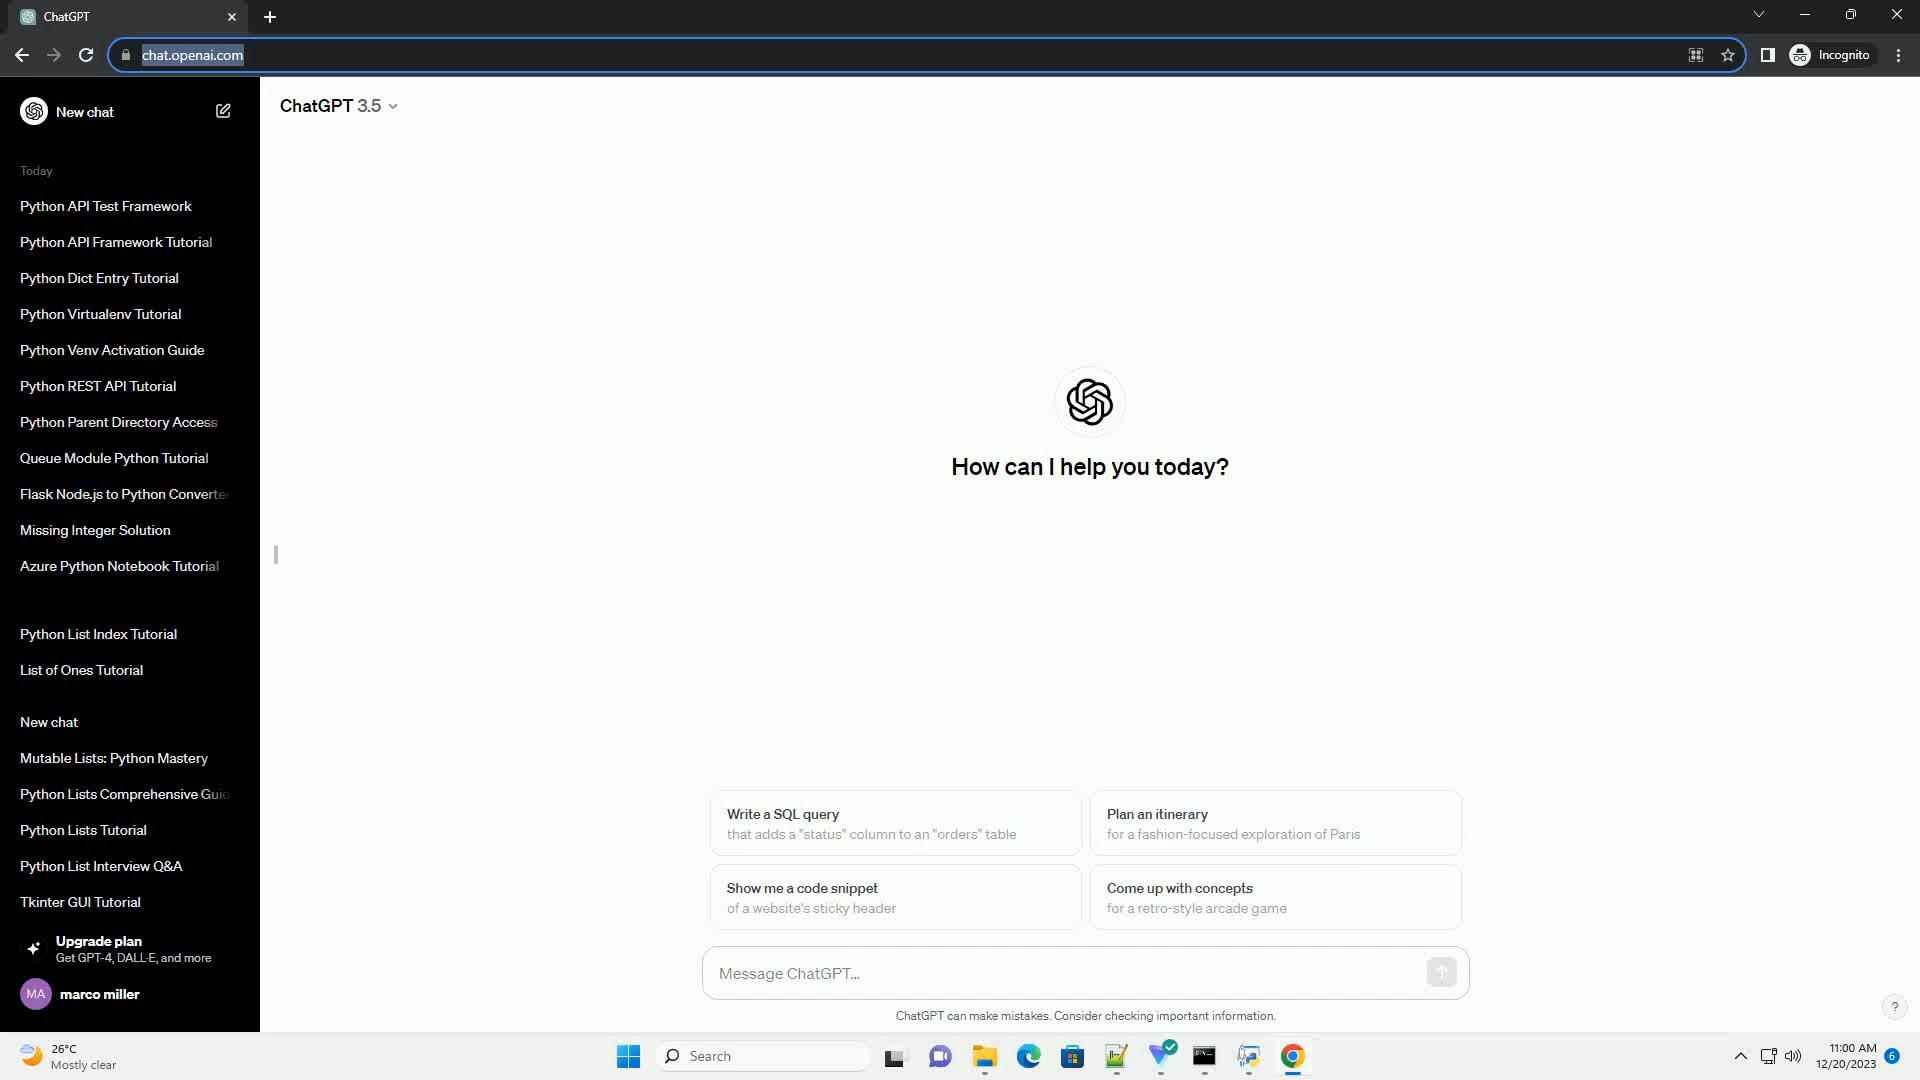 ChatGPT
chat.openai.com
Incognito
New chat
ChatGPT 3.5
Today
Python API Test Framework
Python API Framework Tutorial
Python Dict Entry Tutorial
Python Virtualenv Tutorial
Python Venv Activation Guide
Python REST API Tutorial
Python Parent Directory Access
Queue Module Python Tutorial
Flask Node.js to Python Converte
Missing Integer Solution
Azure Python Notebook Tutorial
Python List Index Tutorial
List of Ones Tutorial
New chat
Mutable Lists: Python Mastery
Python Lists Comprehensive Gui
Python Lists Tutorial
Python List Interview Q&A
Tkinter GUI Tutorial
Upgrade plan
Get GPT-4, DALL·E, and more
MA
marco miller
How can I help you today?
Write a SQL query
that adds a "status" column to an "orders" table
Plan an itinerary
for a fashion-focused exploration of Paris
Show me a code snippet
of a website's sticky header
Come up with concepts
for a retro-style arcade game
Message ChatGPT...
ChatGPT can make mistakes. Consider checking important information.
?
26°C
Mostly clear
Search
11:00 AM
12/20/2023
6